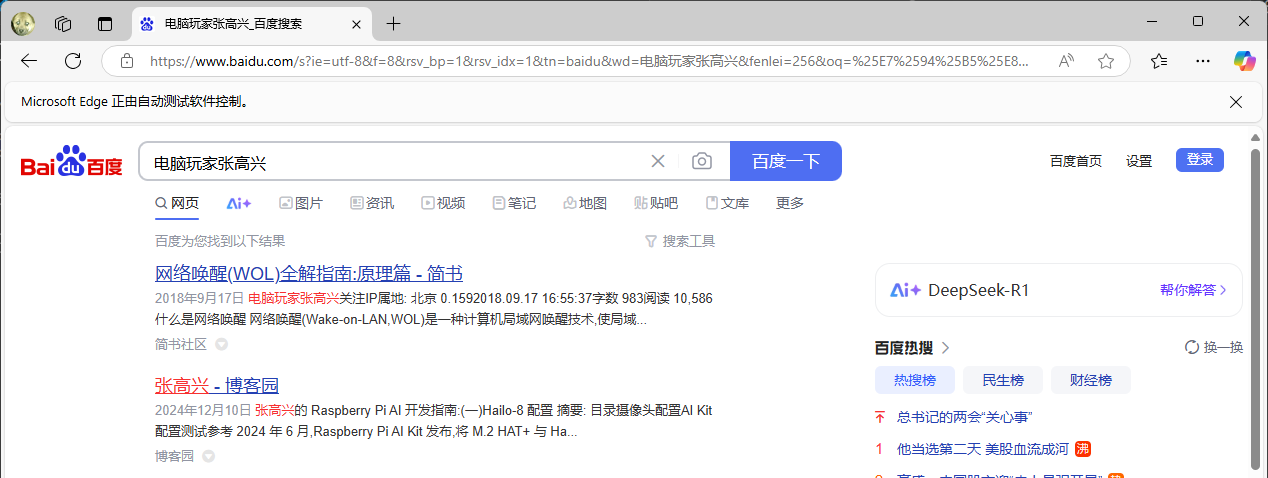 电脑玩家张高兴_百度搜索
https://www.baidu.com/s?ie=utf-8&f=8&rsv_bp=1&rsv_idx=1&tn=baidu&wd=电脑玩家张高兴&fenlei=256&oq=%25E7%2594%25B5%25E8...
Microsoft Edge 正由自动测试软件控制。
Bai du 百度
电脑玩家张高兴
百度一下
百度首页 设置 登录
网页 Ai+ 图片 资讯 视频 笔记 地图 贴吧 文库 更多
百度为您找到以下结果 搜索工具
网络唤醒(WOL)全解指南:原理篇 - 简书
2018年9月17日 电脑玩家张高兴关注IP属地: 北京 0.1592018.09.17 16:55:37字数 983阅读 10,586
什么是网络唤醒 网络唤醒(Wake-on-LAN,WOL)是一种计算机局域网唤醒技术,使局域...
简书社区
张高兴 - 博客园
2024年12月10日 张高兴的 Raspberry Pi AI 开发指南:(一)Hailo-8 配置 摘要: 目录摄像头配置AI Kit
配置测试参考 2024 年 6 月,Raspberry Pi AI Kit 发布,将 M.2 HAT+ 与 Ha...
博客园
Ai+ DeepSeek-R1 帮你解答
百度热搜 换一换
热搜榜 民生榜 财经榜
总书记的两会“关心事”
1 他当选第二天 美股血流成河 沸